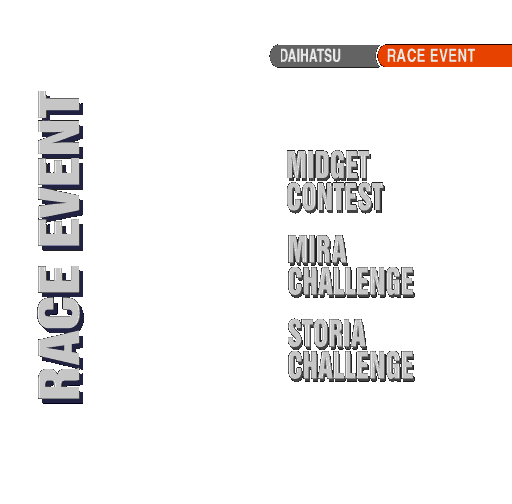 DAIHATSU RACE EVENT
RACE EVENT
MIDGET
CONTEST
MIRA
CHALLENGE
STORIA
CHALLENGE